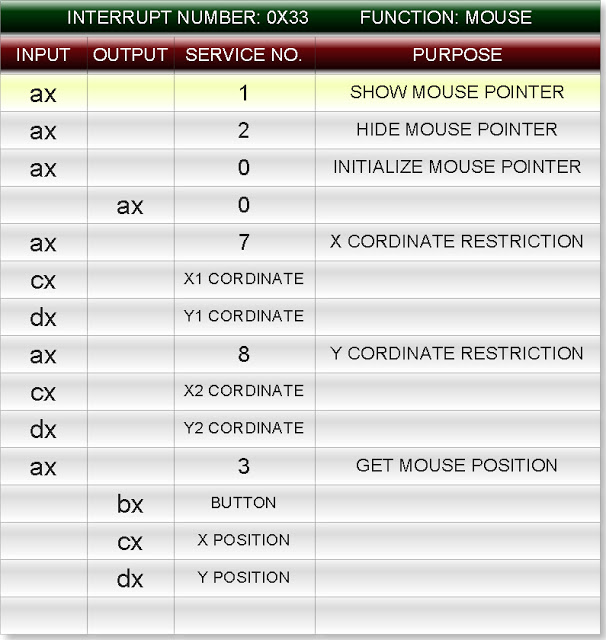 INTERRUPT NUMBER: 0X33 FUNCTION: MOUSE
INPUT OUTPUT SERVICE NO. PURPOSE
ax 1 SHOW MOUSE POINTER
ax 2 HIDE MOUSE POINTER
ax 0 INITIALIZE MOUSE POINTER
ax 0
ax 7 X CORDINATE RESTRICTION
cx X1 CORDINATE
dx Y1 CORDINATE
ax 8 Y CORDINATE RESTRICTION
cx X2 CORDINATE
dx Y2 CORDINATE
ax 3 GET MOUSE POSITION
bx BUTTON
cx X POSITION
dx Y POSITION